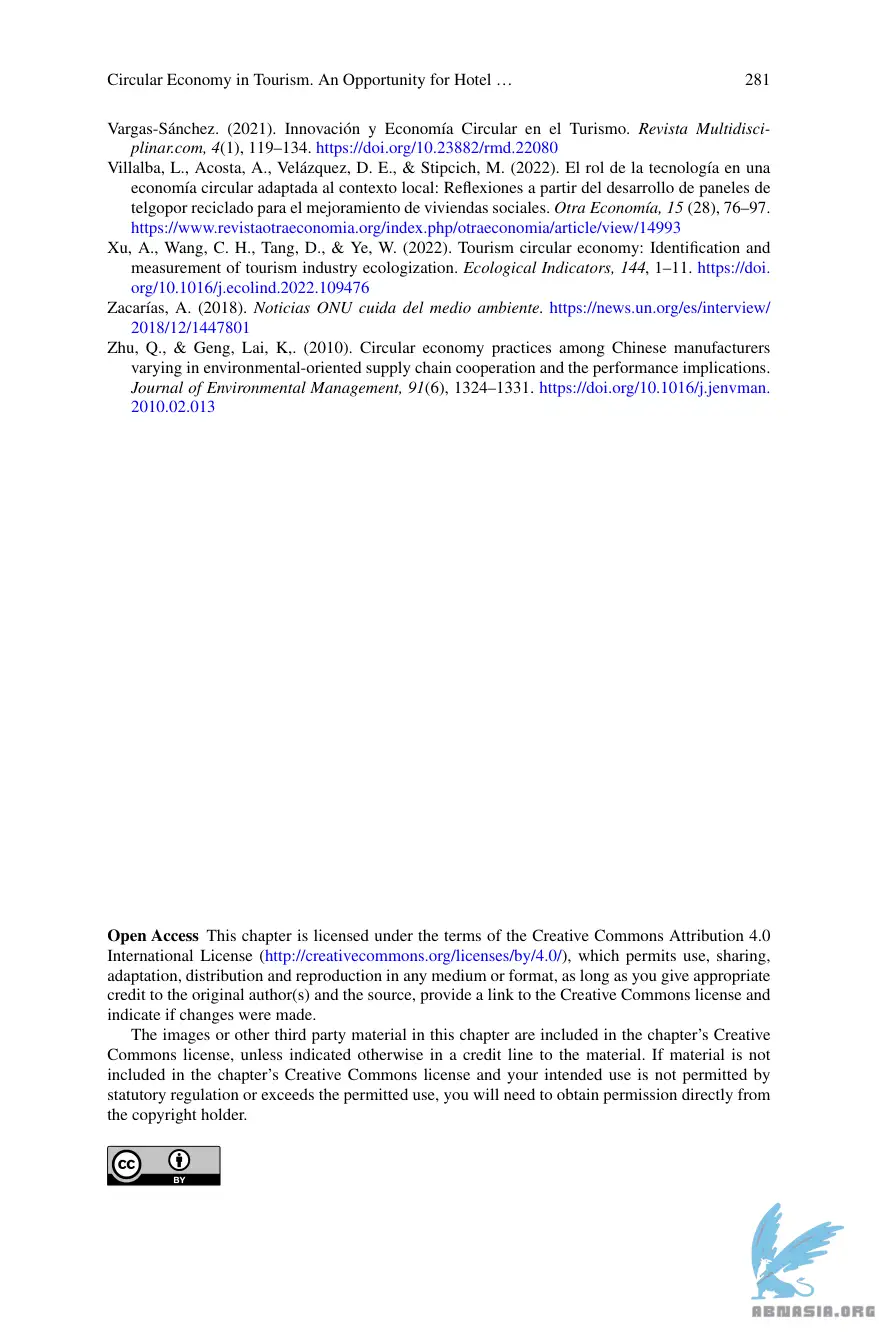 Circular Economy in Tourism. An Opportunity for Hotel … 281
Vargas-Sánchez. (2021). Innovación y Economía Circular en el Turismo. Revista Multidisci-
plinar.com, 4(1), 119–134. https://doi.org/10.23882/rmd.22080
Villalba, L., Acosta, A., Velázquez, D. E., & Stipcich, M. (2022). El rol de la tecnología en una
economía circular adaptada al contexto local: Reflexiones a partir del desarrollo de paneles de
telgopor reciclado para el mejoramiento de viviendas sociales. Otra Economía, 15 (28), 76–97.
https://www.revistaotraeconomia.org/index.php/otraeconomia/article/view/14993
Xu, A., Wang, C. H., Tang, D., & Ye, W. (2022). Tourism circular economy: Identification and
measurement of tourism industry ecologization. Ecological Indicators, 144, 1–11. https://doi.
org/10.1016/j.ecolind.2022.109476
Zacarías, A. (2018). Noticias ONU cuida del medio ambiente. https://news.un.org/es/interview/
2018/12/1447801
Zhu, Q., & Geng, Lai, K,. (2010). Circular economy practices among Chinese manufacturers
varying in environmental-oriented supply chain cooperation and the performance implications.
Journal of Environmental Management, 91(6), 1324–1331. https://doi.org/10.1016/j.jenvman.
2010.02.013
Open Access This chapter is licensed under the terms of the Creative Commons Attribution 4.0
International License (http://creativecommons.org/licenses/by/4.0/), which permits use, sharing,
adaptation, distribution and reproduction in any medium or format, as long as you give appropriate
credit to the original author(s) and the source, provide a link to the Creative Commons license and
indicate if changes were made.
The images or other third party material in this chapter are included in the chapter's Creative
Commons license, unless indicated otherwise in a credit line to the material. If material is not
included in the chapter's Creative Commons license and your intended use is not permitted by
statutory regulation or exceeds the permitted use, you will need to obtain permission directly from
the copyright holder.
cc
BY
ABNASIA.ORG